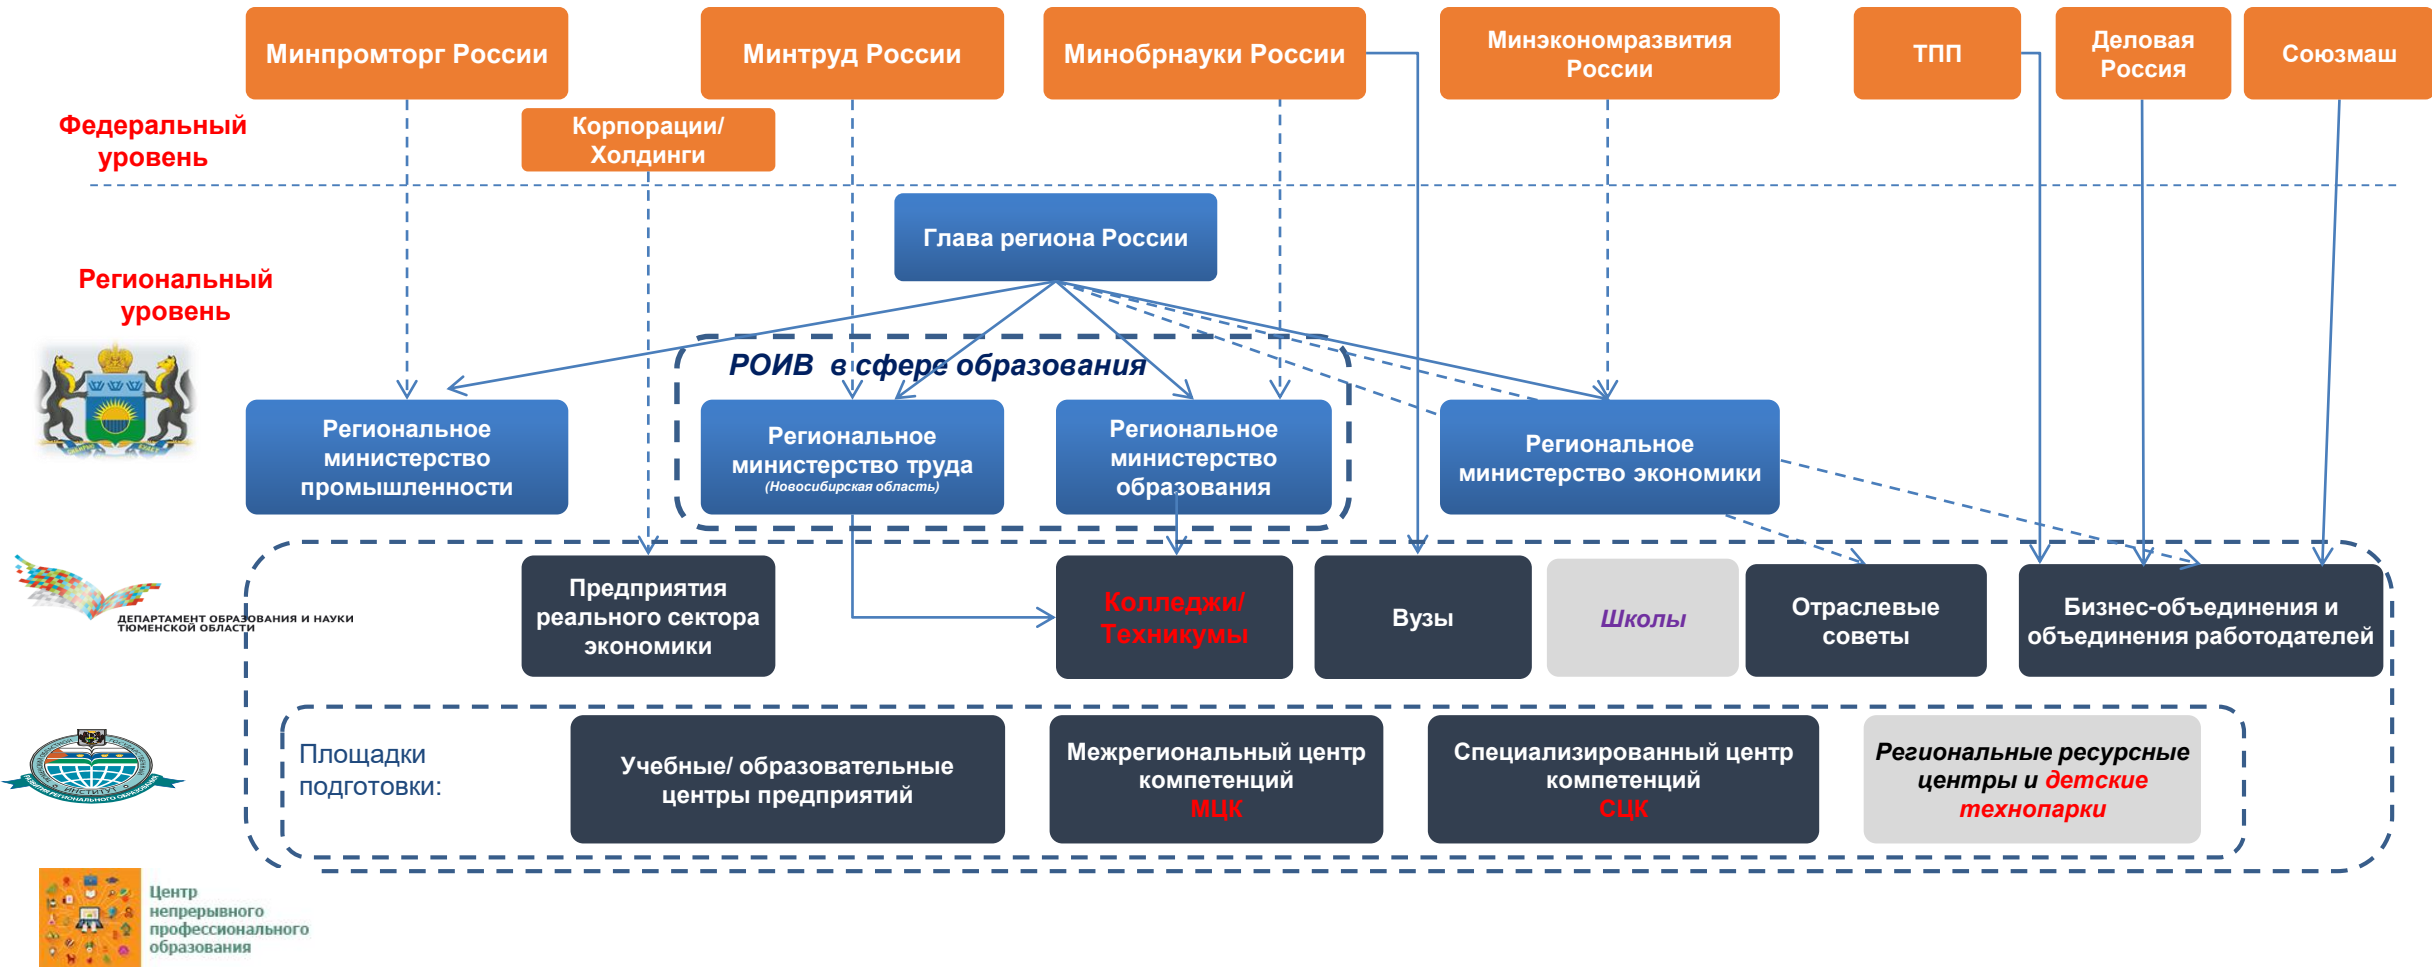 Минпромторг России
Минтруд России
Минобрнауки России
Минэкономразвития
России
ТПП
Деловая
Россия
Союзмаш
Федеральный
уровень
Корпорации/
Холдинги
Глава региона России
Региональный
уровень
РОИВ в сфере образования
Региональное
министерство
промышленности
Региональное
министерство труда
(Новосибирская область)
Региональное
министерство
образования
Региональное
министерство экономики
ДЕПАРТАМЕНТ ОБРАЗОВАНИЯ И НАУКИ
ТЮМЕНСКОЙ ОБЛАСТИ
Предприятия
реального сектора
экономики
Колледжи/
Техникумы
Вузы
Школы
Отраслевые
советы
Бизнес-объединения и
объединения работодателей
Площадки
подготовки:
Учебные/ образовательные
центры предприятий
Межрегиональный центр
компетенций
МЦК
Специализированный центр
компетенций
СЦК
Региональные ресурсные
центры и детские
технопарки
ИНСТИТУТ
Центр
непрерывного
профессионального
образования